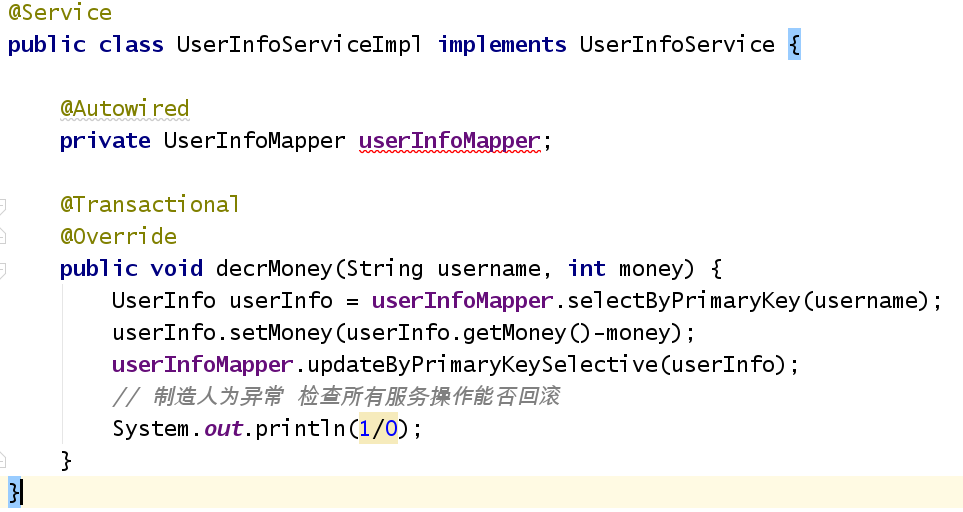 @Service
public class UserInfoServiceImpl implements UserInfoService {
@Autowired
private UserInfoMapper userInfoMapper;
@Transactional
@Override
public void decrMoney(String username, int money) {
UserInfo userInfo = userInfoMapper.selectByPrimaryKey(username);
userInfo.setMoney(userInfo.getMoney()-money);
userInfoMapper.updateByPrimaryKeySelective(userInfo);
// 制造人为异常 检查所有服务操作能否回滚
System.out.println(1/0);
}
}